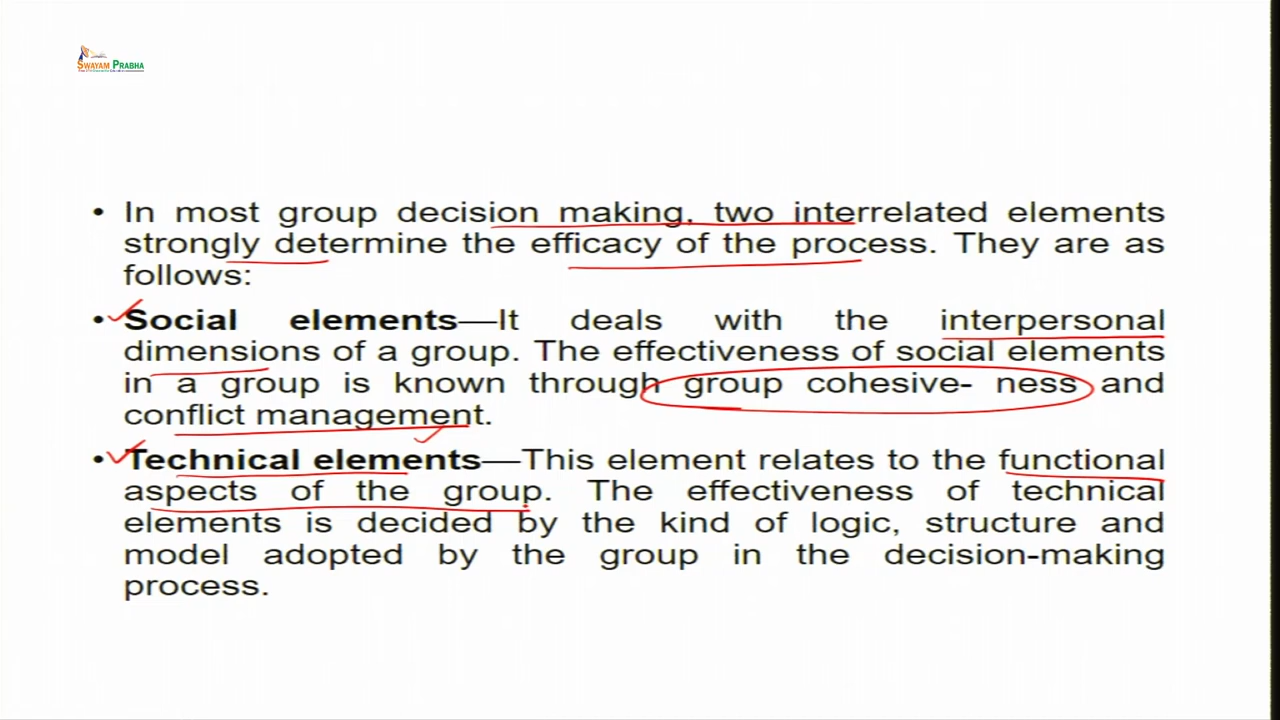 SWAYAM PRABHA
• In most group decision making, two interrelated elements
strongly determine the efficacy of the process. They are as
follows:
• Social elements—It deals with the interpersonal
dimensions of a group. The effectiveness of social elements
in a group is known through group cohesive- ness and
conflict management.
• Technical elements—This element relates to the functional
aspects of the group. The effectiveness of technical
elements is decided by the kind of logic, structure and
model adopted by the group in the decision-making
process.